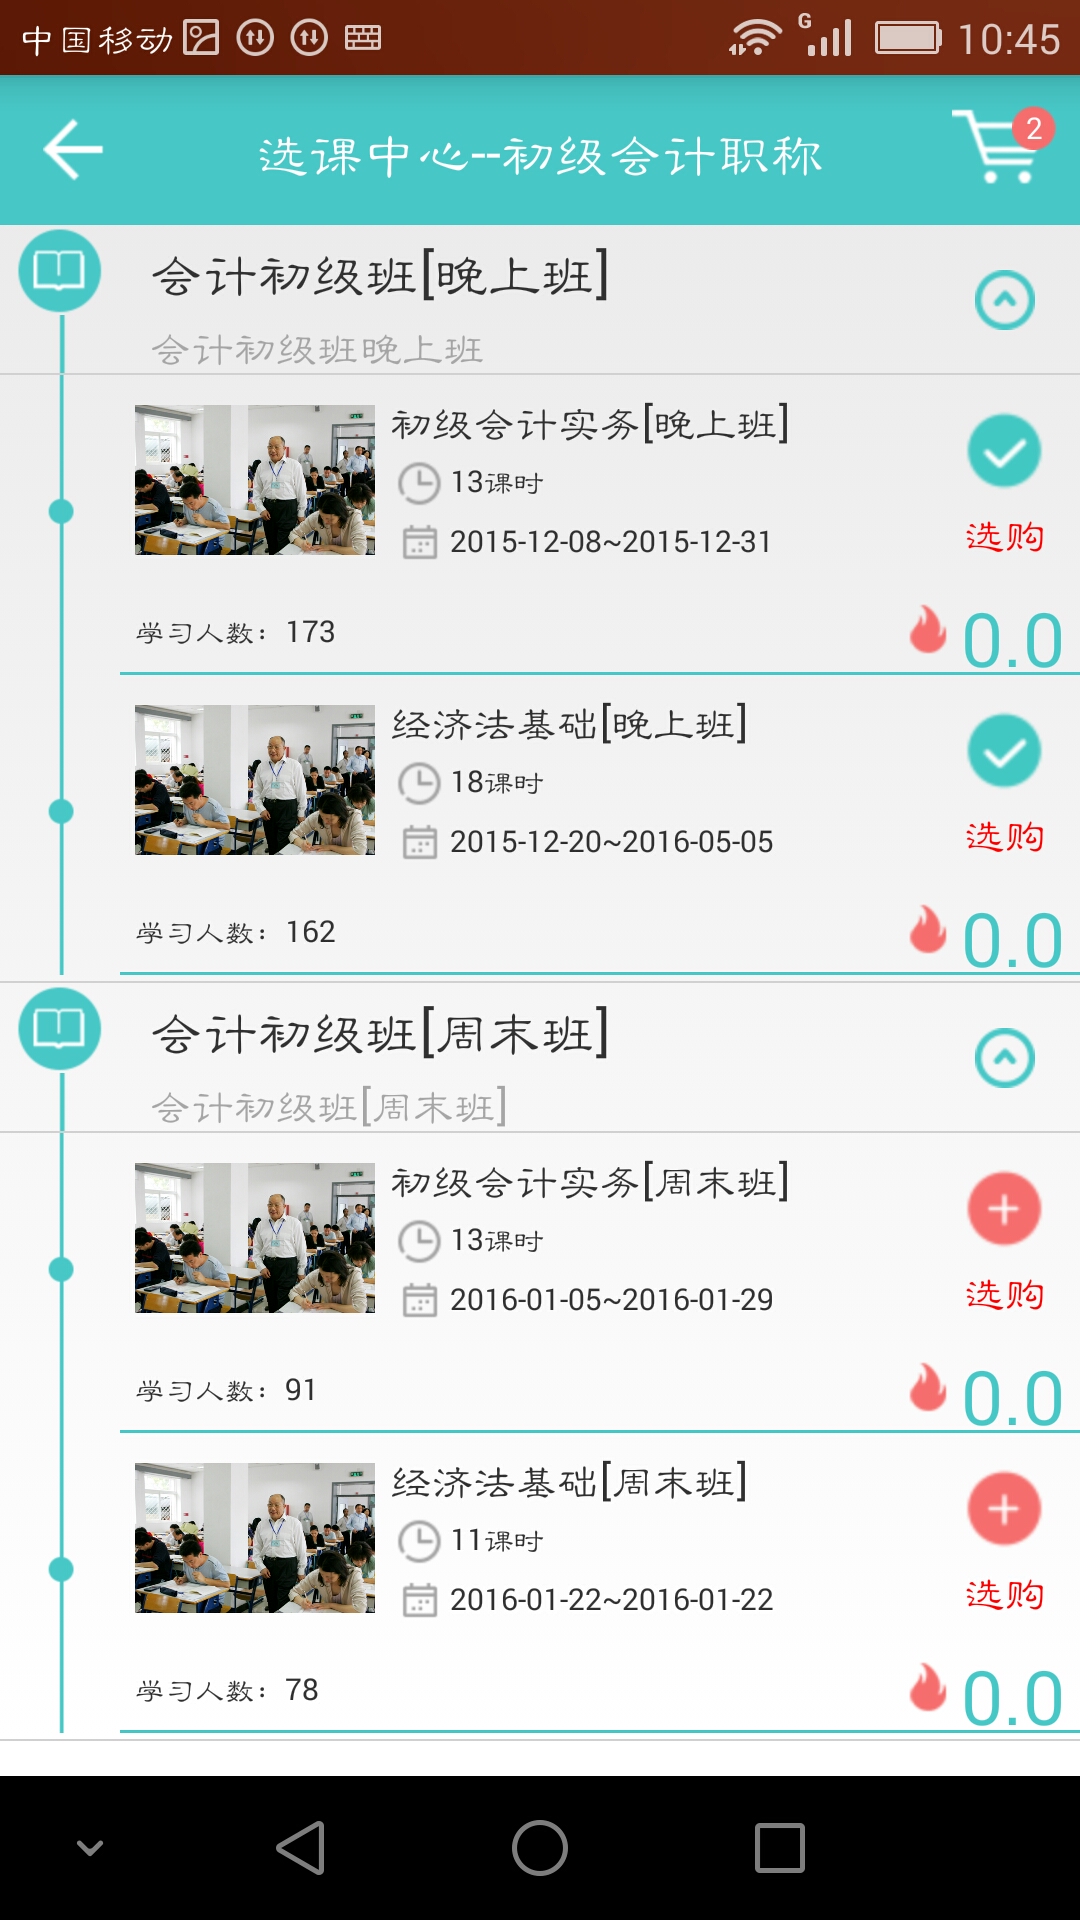 中国移动
G
10:45
选课中心--初级会计职称
2
会计初级班[晚上班]
会计初级班晚上班
初级会计实务[晚上班]
13课时
2015-12-08~2015-12-31
选购
学习人数：173
0.0
经济法基础[晚上班]
18课时
2015-12-20~2016-05-05
选购
学习人数：162
0.0
会计初级班[周末班]
会计初级班[周末班]
初级会计实务[周末班]
13课时
2016-01-05~2016-01-29
选购
学习人数：91
0.0
经济法基础[周末班]
11课时
2016-01-22~2016-01-22
选购
学习人数：78
0.0